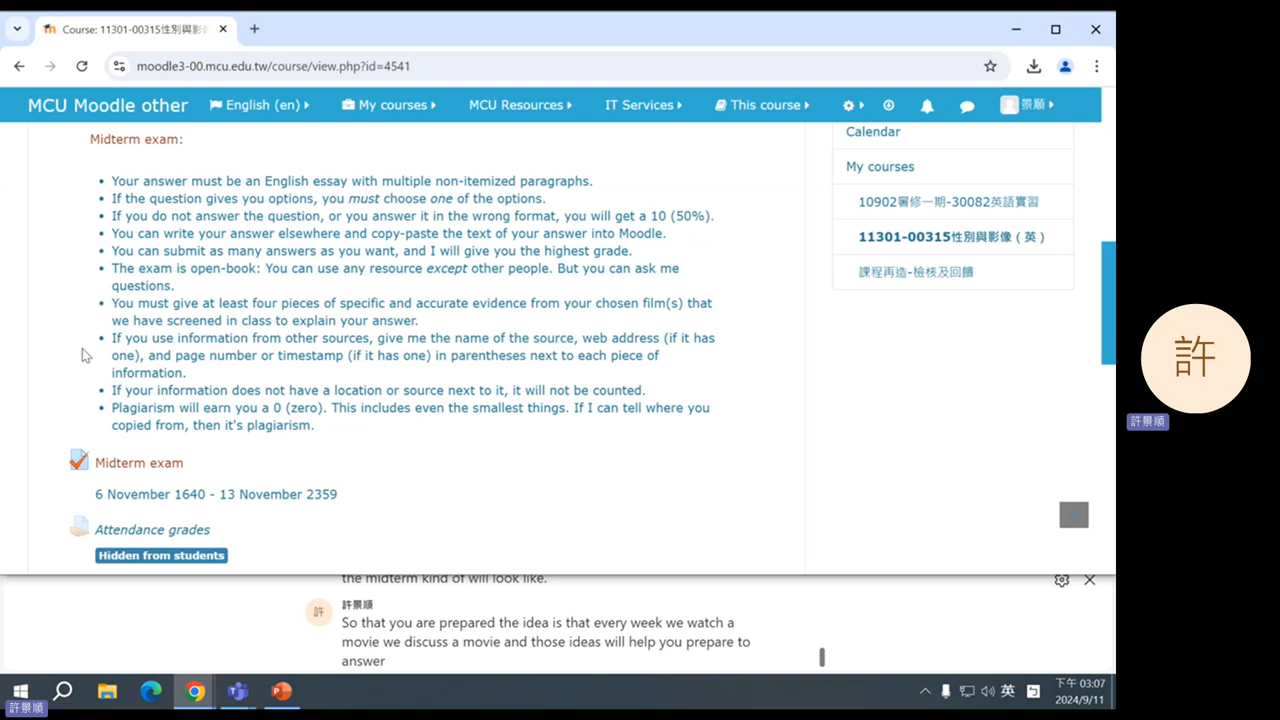 Course: 11301-00315性別與影
moodle3-00.mcu.edu.tw/course/view.php?id=4541
MCU Moodle other English (en) My courses MCU Resources IT Services This course 景順
Midterm exam:
• Your answer must be an English essay with multiple non-itemized paragraphs.
• If the question gives you options, you must choose one of the options.
• If you do not answer the question, or you answer it in the wrong format, you will get a 10 (50%).
• You can write your answer elsewhere and copy-paste the text of your answer into Moodle.
• You can submit as many answers as you want, and I will give you the highest grade.
• The exam is open-book: You can use any resource except other people. But you can ask me
questions.
• You must give at least four pieces of specific and accurate evidence from your chosen film(s) that
we have screened in class to explain your answer.
• If you use information from other sources, give me the name of the source, web address (if it has
one), and page number or timestamp (if it has one) in parentheses next to each piece of
information.
• If your information does not have a location or source next to it, it will not be counted.
• Plagiarism will earn you a 0 (zero). This includes even the smallest things. If I can tell where you
copied from, then it's plagiarism.
Midterm exam
6 November 1640 - 13 November 2359
Attendance grades
Hidden from students
Calendar
My courses
10902暑修一期-30082英語實習
11301-00315性別與影像（英）
課程再造-檢核及回饋
the midterm kind of will look like.
許
許景順
So that you are prepared the idea is that every week we watch a
movie we discuss a movie and those ideas will help you prepare to
answer
許
許景順
英
下午 03:07
2024/9/11
許景順